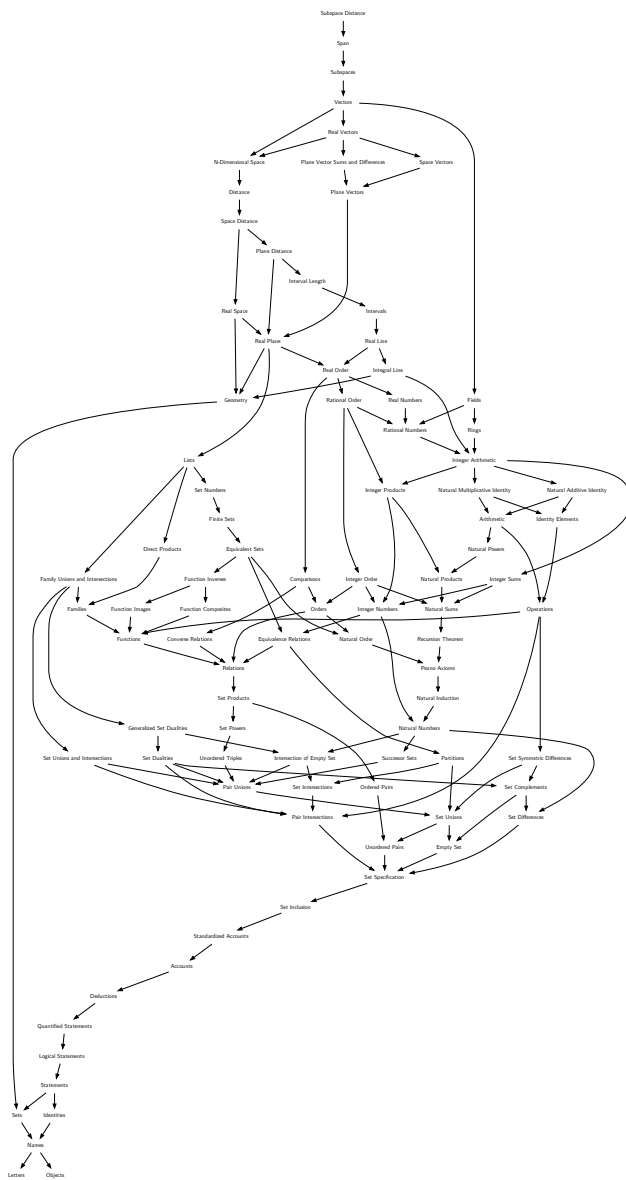 Subspace Distance
Span
Subspaces
Vectors
Real Vectors
N-Dimensional Space
Plane Vector Sums and Differences
Space Vectors
Distance
Plane Vectors
Space Distance
Plane Distance
Interval Length
Real Space
Intervals
Real Plane
Real Line
Real Order
Integral Line
Geometry
Rational Order
Real Numbers
Fields
Rational Numbers
Rings
Lists
Integer Arithmetic
Set Numbers
Integer Products
Natural Multiplicative Identity
Natural Additive Identity
Finite Sets
Arithmetic
Identity Elements
Direct Products
Equivalent Sets
Natural Powers
Family Unions and Intersections
Function Inverses
Comparisons
Integer Order
Natural Products
Integer Sums
Families
Function Images
Function Composites
Orders
Integer Numbers
Natural Sums
Operations
Functions
Converse Relations
Equivalence Relations
Natural Order
Recursion Theorem
Relations
Peano Axioms
Set Products
Natural Induction
Generalized Set Dualities
Set Powers
Natural Numbers
Set Unions and Intersections
Set Dualities
Unordered Triples
Intersection of Empty Set
Successor Sets
Partitions
Set Symmetric Differences
Pair Unions
Set Intersections
Ordered Pairs
Set Complements
Pair Intersections
Set Unions
Set Differences
Unordered Pairs
Empty Set
Set Specification
Set Inclusion
Standardized Accounts
Accounts
Deductions
Quantified Statements
Logical Statements
Statements
Sets
Identities
Names
Letters
Objects